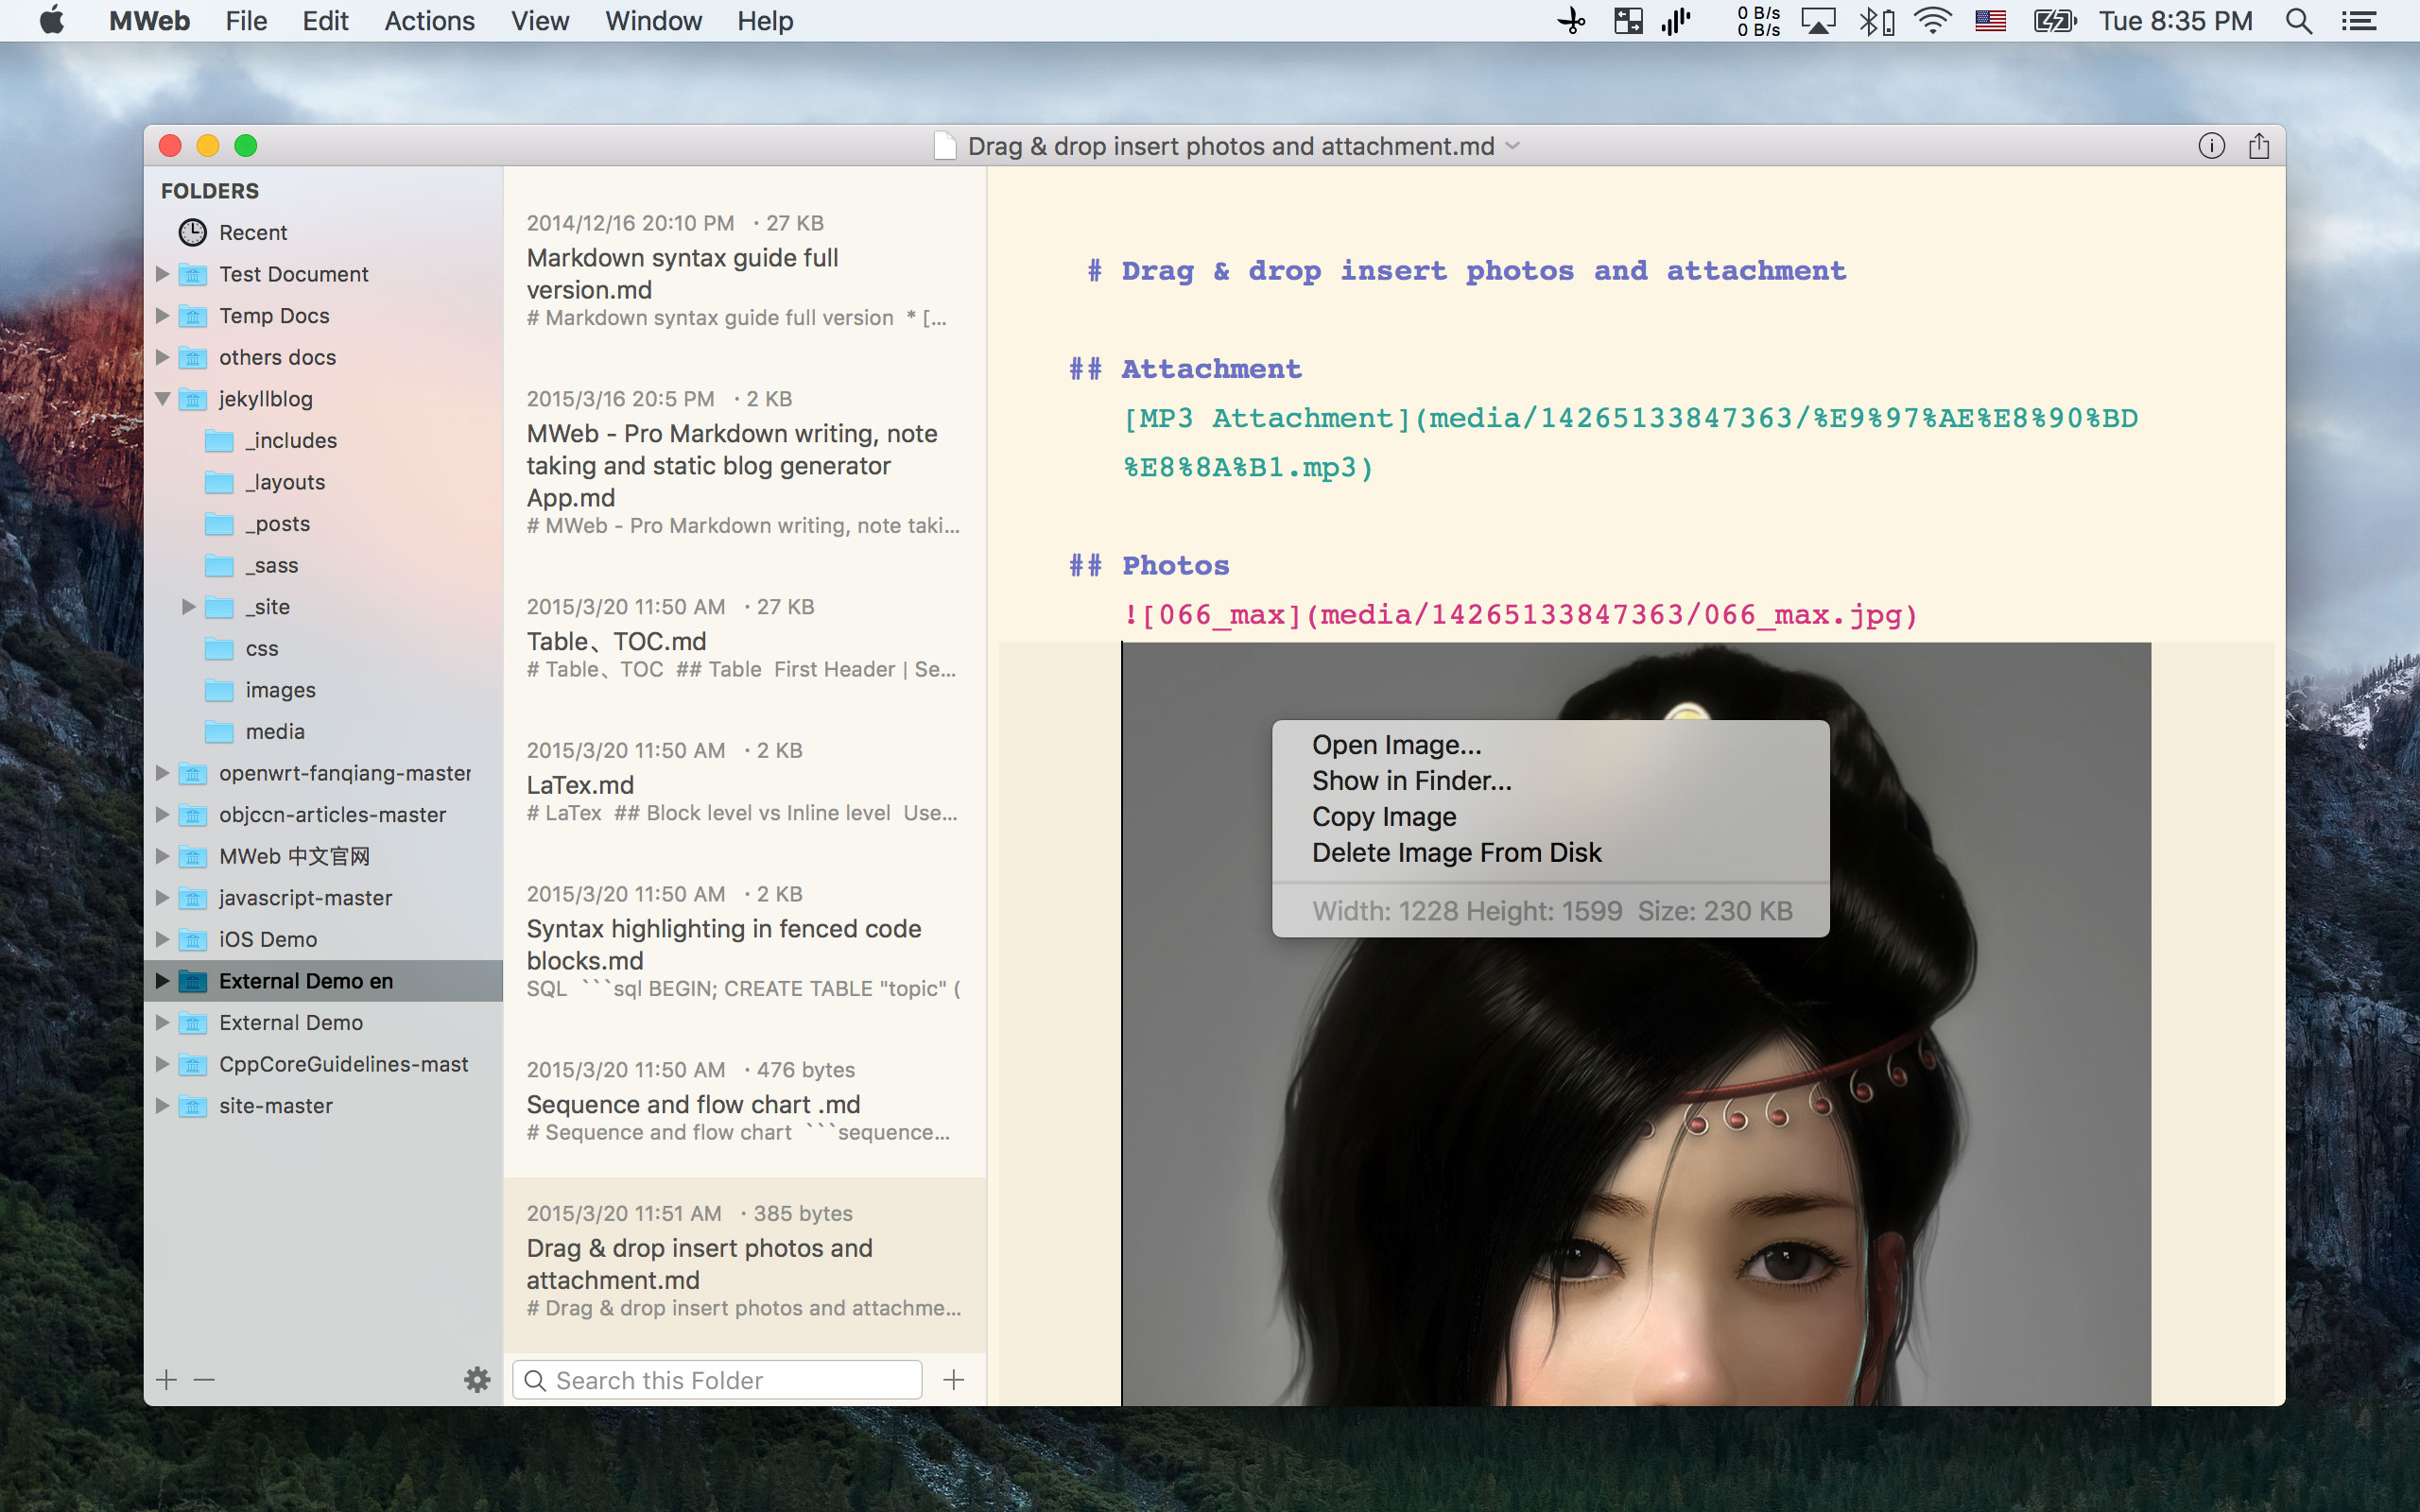 MWeb File Edit Actions View Window Help
0 B/s
0 B/s
Tue 8:35 PM
Drag & drop insert photos and attachment.md
FOLDERS
Recent
Test Document
Temp Docs
others docs
jekyllblog
_includes
_layouts
_posts
_sass
_site
css
images
media
openwrt-fanqiang-master
objccn-articles-master
MWeb 中文官网
javascript-master
iOS Demo
External Demo en
External Demo
CppCoreGuidelines-mast
site-master
2014/12/16 20:10 PM · 27 KB
Markdown syntax guide full
version.md
# Markdown syntax guide full version * [...
2015/3/16 20:5 PM · 2 KB
MWeb - Pro Markdown writing, note
taking and static blog generator
App.md
# MWeb - Pro Markdown writing, note taki...
2015/3/20 11:50 AM · 27 KB
Table、TOC.md
# Table、TOC ## Table First Header | Se...
2015/3/20 11:50 AM · 2 KB
LaTex.md
# LaTex ## Block level vs Inline level Use...
2015/3/20 11:50 AM · 2 KB
Syntax highlighting in fenced code
blocks.md
SQL ```sql BEGIN; CREATE TABLE "topic" (
2015/3/20 11:50 AM · 476 bytes
Sequence and flow chart .md
# Sequence and flow chart ```sequence...
2015/3/20 11:51 AM · 385 bytes
Drag & drop insert photos and
attachment.md
# Drag & drop insert photos and attachme...
Search this Folder
# Drag & drop insert photos and attachment
## Attachment
[MP3 Attachment](media/14265133847363/%E9%97%AE%E8%90%BD
%E8%8A%B1.mp3)
## Photos
![066_max](media/14265133847363/066_max.jpg)
Open Image...
Show in Finder...
Copy Image
Delete Image From Disk
Width: 1228 Height: 1599 Size: 230 KB